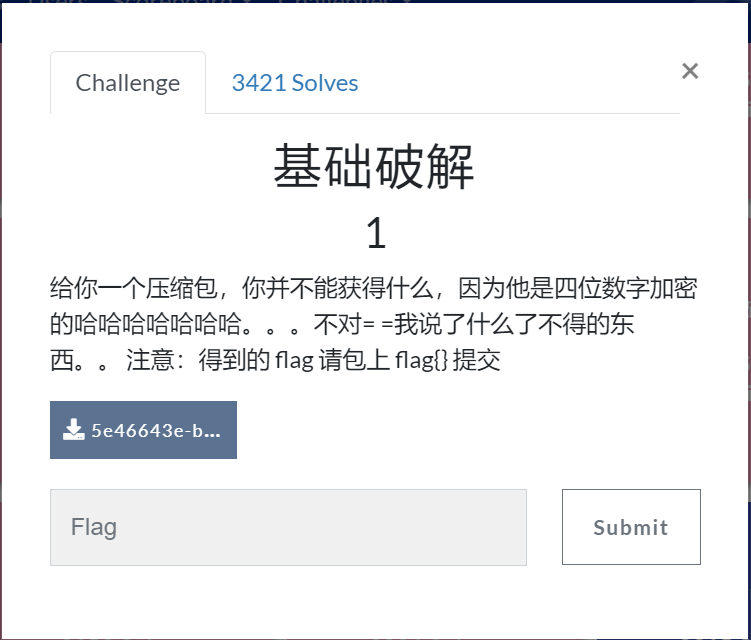 Challenge
3421 Solves
×
基础破解
1
给你一个压缩包，你并不能获得什么，因为他是四位数字加密
的哈哈哈哈哈哈哈。。。不对= =我说了什么了不得的东
西。。 注意：得到的 flag 请包上 flag{} 提交
5e46643e-b...
Flag
Submit